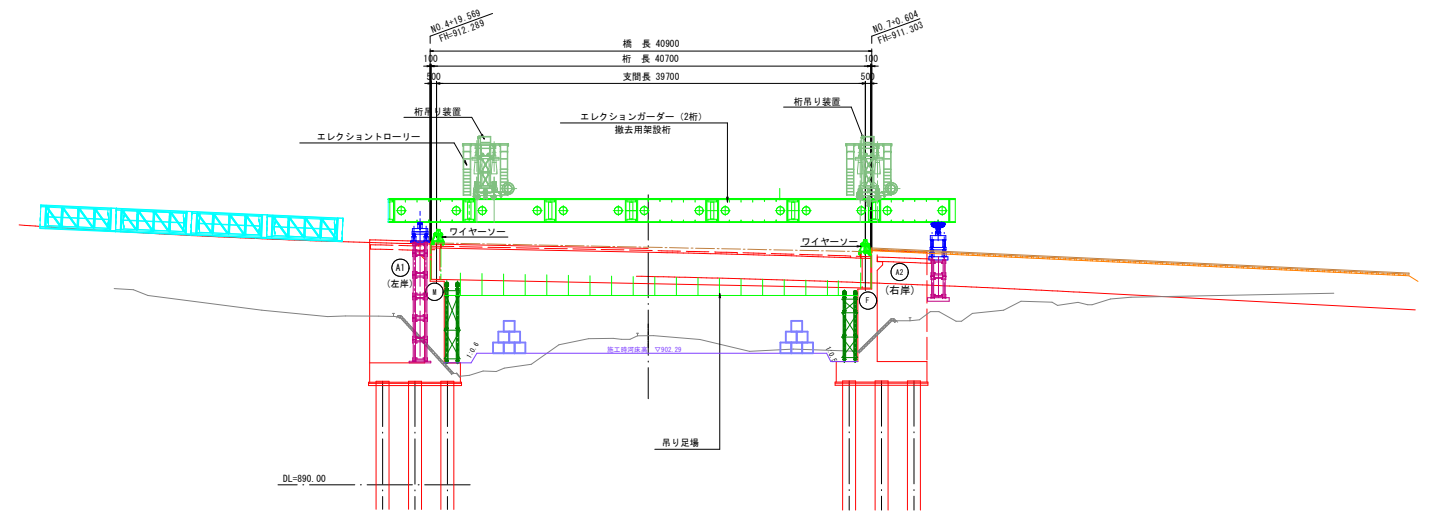 NO.4+19.569
FH=912.289
NO.7+0.604
FH=911.303
橋 長 40900
100
桁 長 40700
100
500
支間長 39700
500
桁吊り装置
桁吊り装置
エレクショントローリー
エレクションガーダー (2桁)
撤去用架設桁
ワイヤーソー
ワイヤーソー
A1
(左岸)
A2
(右岸)
M
F
1:0.6
施工時河床高 ▽902.29
吊り足場
DL=890.00